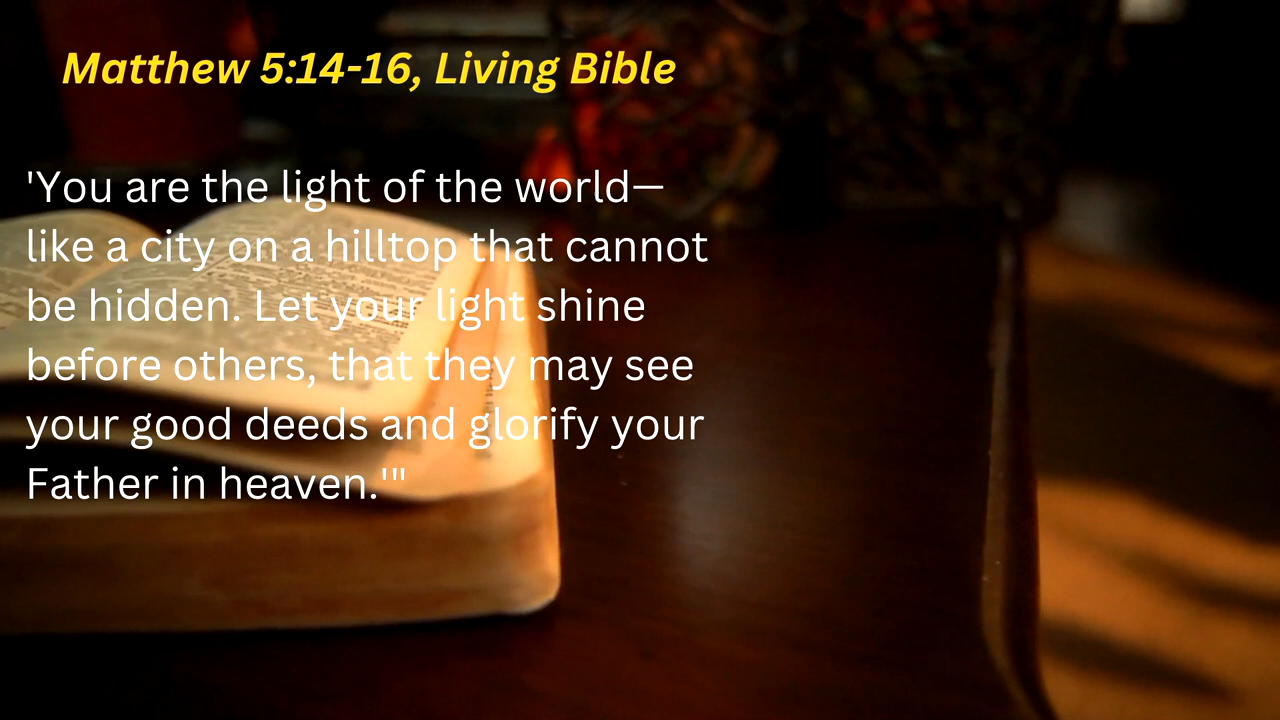 Matthew 5:14-16, Living Bible
'You are the light of the world—
like a city on a hilltop that cannot
be hidden. Let your light shine
before others, that they may see
your good deeds and glorify your
Father in heaven.'"